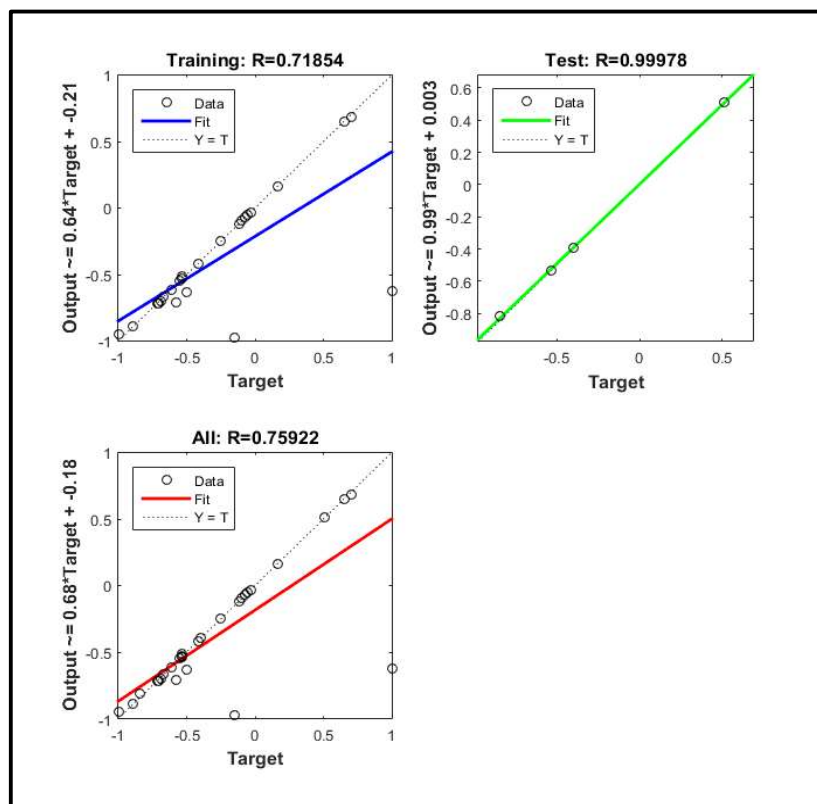 Training: R=0.71854
Output ~= 0.64*Target + -0.21
1
0.5
0
-0.5
-1
Data
Fit
Y = T
-1
-0.5
0
0.5
1
Target
Test: R=0.99978
Output ~= 0.99*Target + 0.003
0.6
0.4
0.2
0
-0.2
-0.4
-0.6
-0.8
Data
Fit
Y = T
-0.5
0
0.5
Target
All: R=0.75922
Output ~= 0.68*Target + -0.18
1
0.5
0
-0.5
-1
Data
Fit
Y = T
-1
-0.5
0
0.5
1
Target